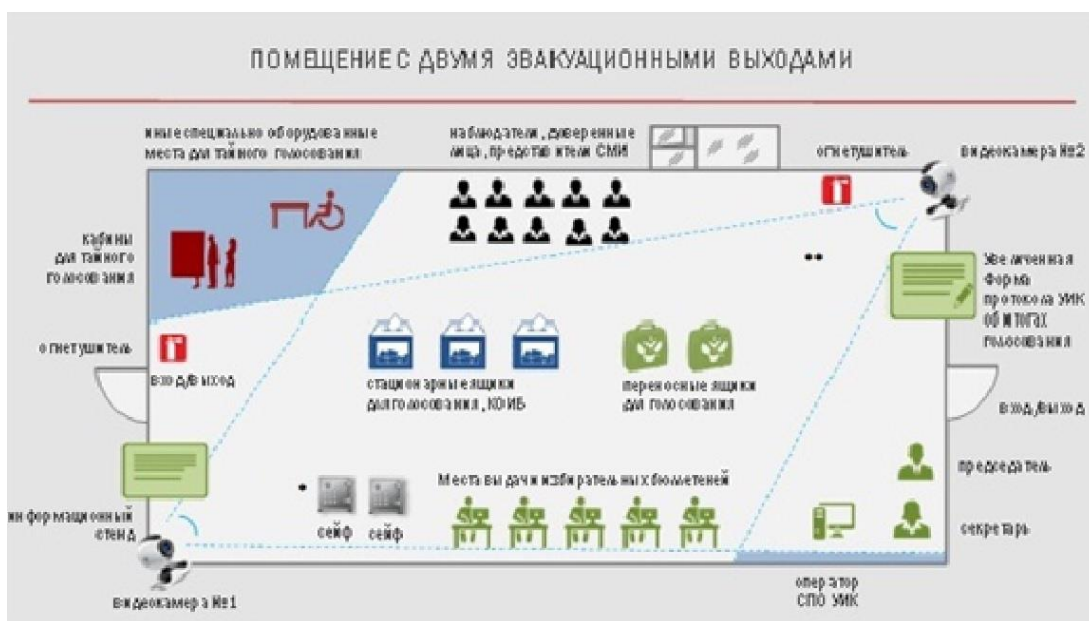 ПОМЕЩЕНИЕ С ДВУМЯ ЭВАКУАЦИОННЫМИ ВЫХОДАМИ
иные специально оборудованные
места для тайного голосования
наблюдатели, доверенные
лица, представители СМИ
огнетушитель
видеокамера №2
кабины
для тайного
голосования
Увеличенная
форма
протокола УИК
об итогах
голосования
огнетушитель
вход/выход
стационарные ящики
для голосования, КОИБ
переносные ящики
для голосования
вход/выход
председатель
Места выдачи избирательных бюллетеней
информационный
стенд
сейф
сейф
секретарь
видеокамера №1
оператор
СПО УИК